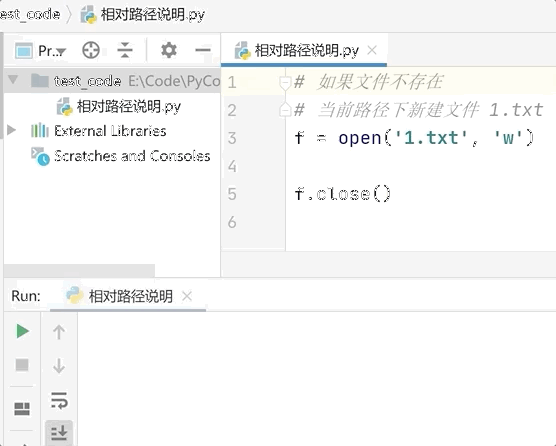 est_code 〉 相对路径说明.py
Pr...
相对路径说明.py
test_code E:\Code\PyCo
相对路径说明.py
External Libraries
Scratches and Consoles
1 # 如果文件不存在
2 # 当前路径下新建文件 1.txt
3 f = open('1.txt', 'w')
4
5 f.close()
6
Run: 相对路径说明